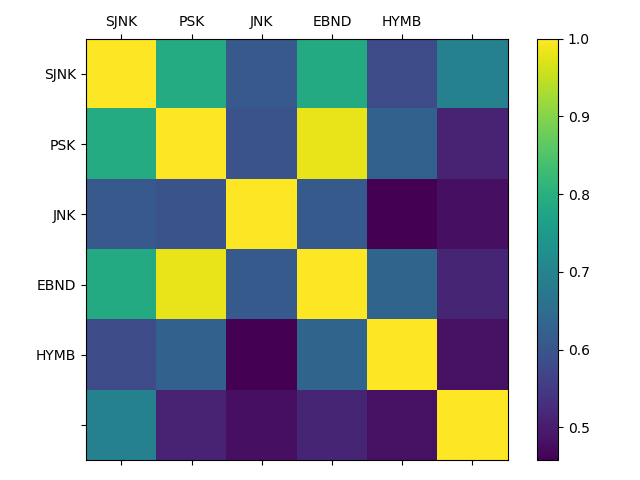 SJNK PSK JNK EBND HYMB
SJNK
PSK
JNK
EBND
HYMB
1.0
0.9
0.8
0.7
0.6
0.5